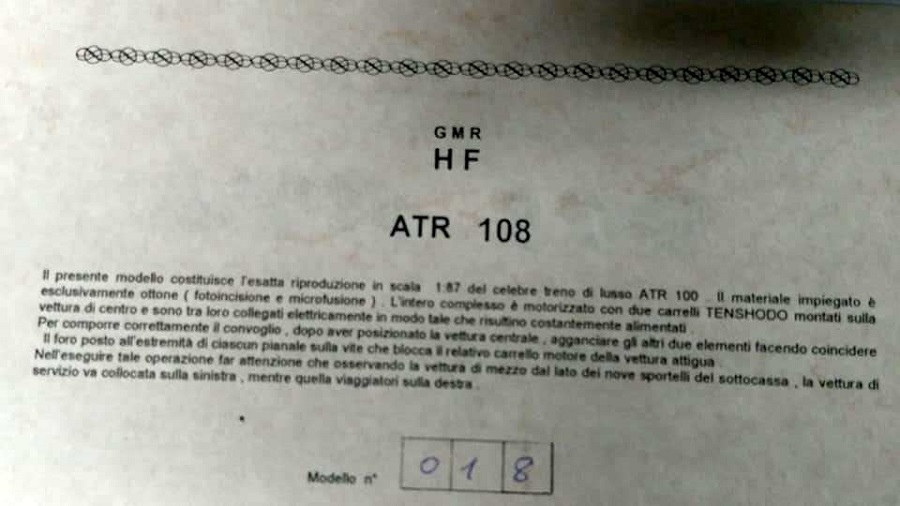 GMR
HF
ATR 108
Il presente modello costituisce l'esatta riproduzione in scala 1:87 del celebre treno di lusso ATR 100 . Il materiale impiegato è
esclusivamente ottone ( fotoincisione e microfusione ) . L'intero complesso è motorizzato con due carrelli TENSHODO montati sulla
vettura di centro e sono tra loro collegati elettricamente in modo tale che risultino costantemente alimentati .
Per comporre correttamente il convoglio , dopo aver posizionato la vettura centrale , agganciare gli altri due elementi facendo coincidere
Il foro posto all'estremità di ciascun pianale sulla vite che blocca il relativo carrello motore della vettura attigua .
Nell'eseguire tale operazione far attenzione che osservando la vettura di mezzo dal lato dei nove sportelli del sottocassa , la vettura di
servizio va collocata sulla sinistra , mentre quella viaggiatori sulla destra .
Modello n° 018